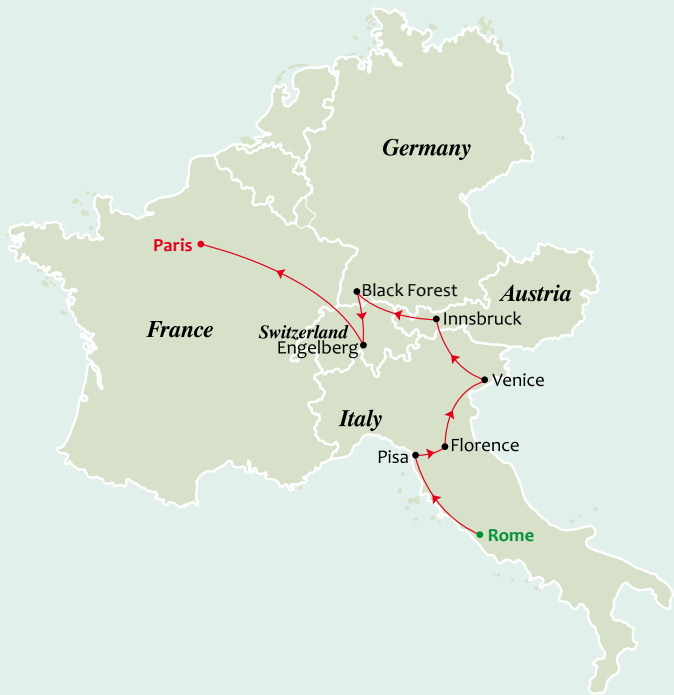 Germany
Paris
Black Forest
Austria
France
Switzerland
Innsbruck
Engelberg
Venice
Italy
Florence
Pisa
Rome